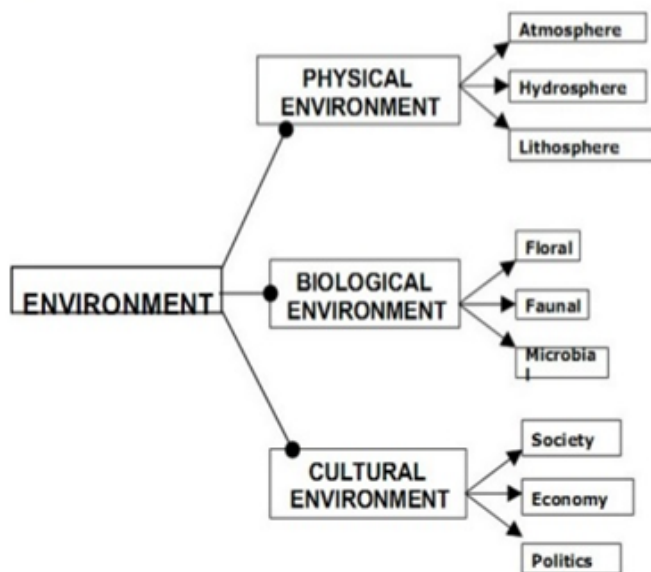 ENVIRONMENT
PHYSICAL
ENVIRONMENT
Atmosphere
Hydrosphere
Lithosphere
BIOLOGICAL
ENVIRONMENT
Floral
Faunal
Microbia
l
CULTURAL
ENVIRONMENT
Society
Economy
Politics